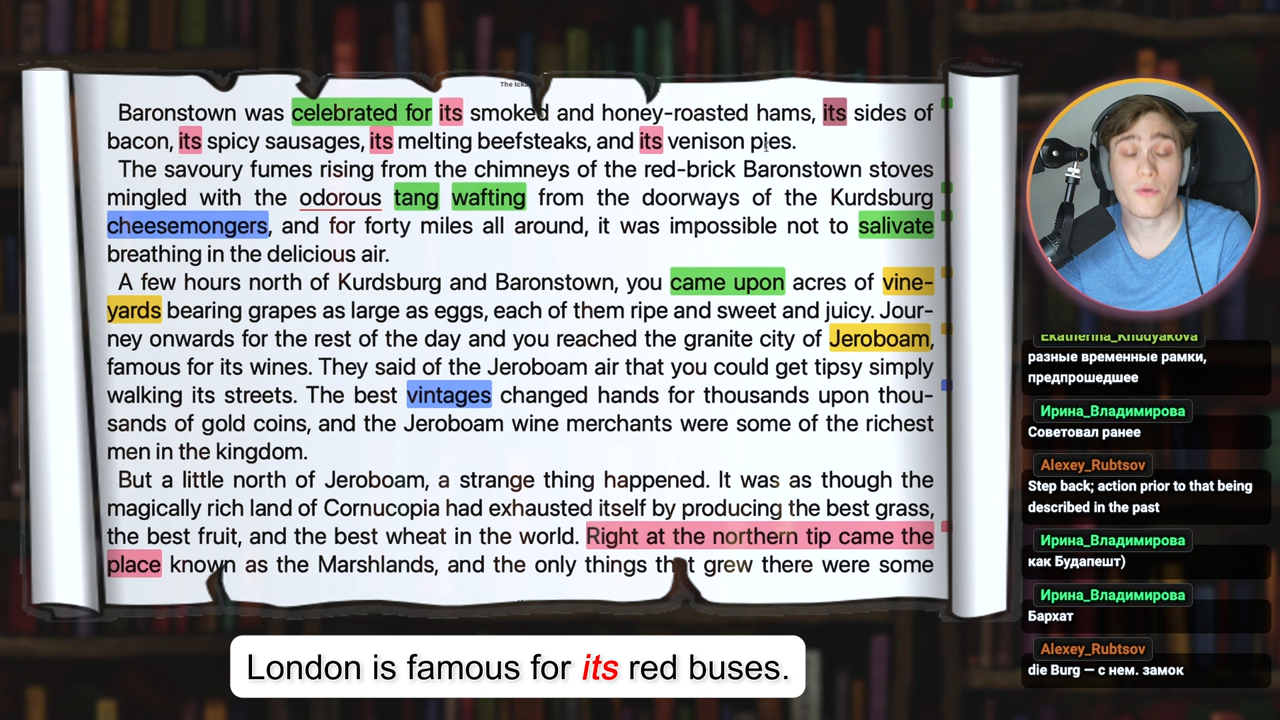 The Icka
Baronstown was celebrated for its smoked and honey-roasted hams, its sides of
bacon, its spicy sausages, its melting beefsteaks, and its venison pies.
The savoury fumes rising from the chimneys of the red-brick Baronstown stoves
mingled with the odorous tang wafting from the doorways of the Kurdsburg
cheesemongers, and for forty miles all around, it was impossible not to salivate
breathing in the delicious air.
A few hours north of Kurdsburg and Baronstown, you came upon acres of vine-
yards bearing grapes as large as eggs, each of them ripe and sweet and juicy. Jour-
ney onwards for the rest of the day and you reached the granite city of Jeroboam,
famous for its wines. They said of the Jeroboam air that you could get tipsy simply
walking its streets. The best vintages changed hands for thousands upon thou-
sands of gold coins, and the Jeroboam wine merchants were some of the richest
men in the kingdom.
But a little north of Jeroboam, a strange thing happened. It was as though the
magically rich land of Cornucopia had exhausted itself by producing the best grass,
the best fruit, and the best wheat in the world. Right at the northern tip came the
place known as the Marshlands, and the only things that grew there were some
London is famous for its red buses.
Ekatherina_Khudyakova
разные временные рамки,
предпрошедшее
Ирина_Владимирова
Советовал ранее
Alexey_Rubtsov
Step back; action prior to that being
described in the past
Ирина_Владимирова
как Будапешт)
Ирина_Владимирова
Бархат
Alexey_Rubtsov
die Burg — с нем. замок